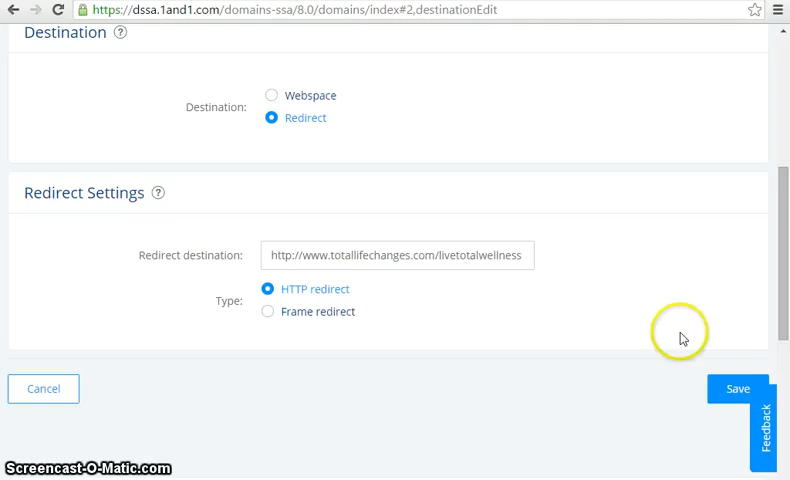 https://dssa.1and1.com/domains-ssa/8.0/domains/index#2,destinationEdit
Destination ?
Destination:
Webspace
Redirect
Redirect Settings ?
Redirect destination: http://www.totallifechanges.com/livetotalwellness
Type:
HTTP redirect
Frame redirect
Cancel
Save
Feedback
Screencast-O-Matic.com